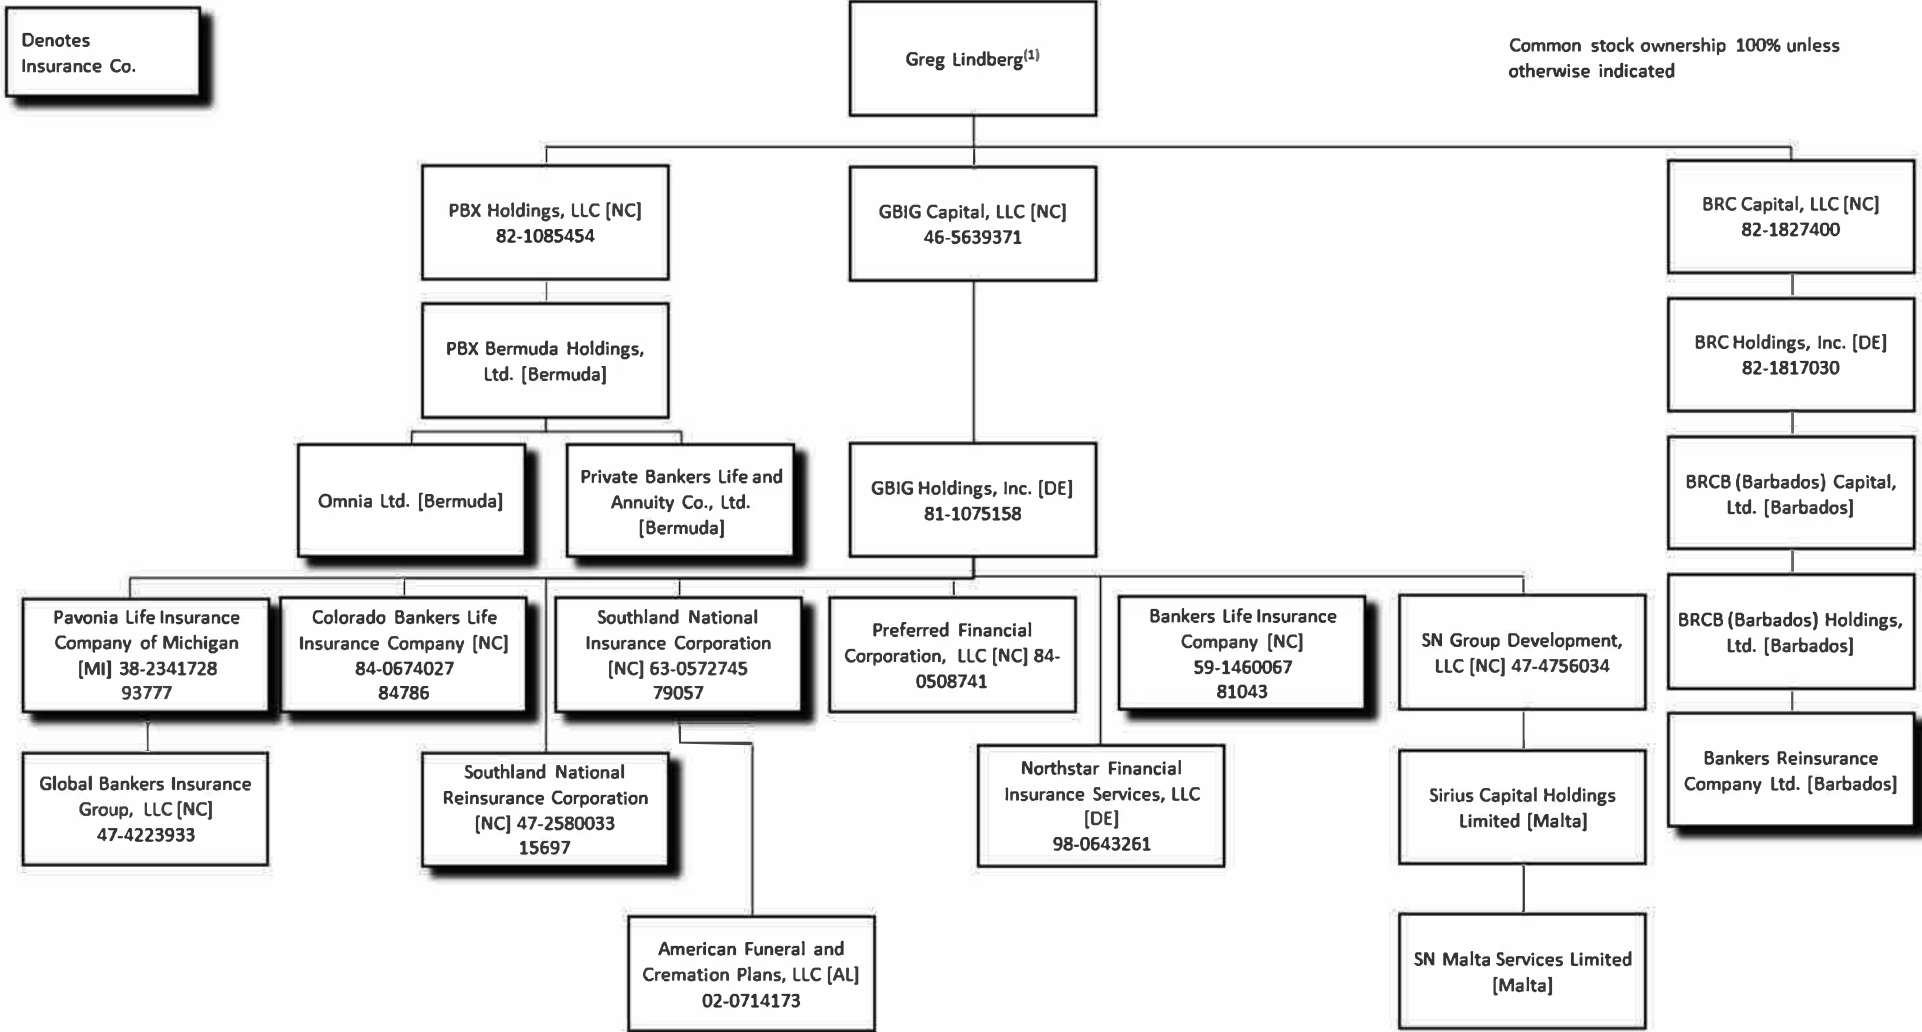 Denotes
Insurance Co.
Greg Lindberg(1)
Common stock ownership 100% unless
otherwise indicated
PBX Holdings, LLC [NC]
82-1085454
GBIG Capital, LLC [NC]
46-5639371
BRC Capital, LLC [NC]
82-1827400
PBX Bermuda Holdings,
Ltd. [Bermuda]
BRC Holdings, Inc. [DE]
82-1817030
Omnia Ltd. [Bermuda]
Private Bankers Life and
Annuity Co., Ltd.
[Bermuda]
GBIG Holdings, Inc. [DE]
81-1075158
BRCB (Barbados) Capital,
Ltd. [Barbados]
Pavonia Life Insurance
Company of Michigan
[MI] 38-2341728
93777
Colorado Bankers Life
Insurance Company [NC]
84-0674027
84786
Southland National
Insurance Corporation
[NC] 63-0572745
79057
Preferred Financial
Corporation, LLC [NC] 84-
0508741
Bankers Life Insurance
Company [NC]
59-1460067
81043
SN Group Development,
LLC [NC] 47-4756034
BRCB (Barbados) Holdings,
Ltd. [Barbados]
Global Bankers Insurance
Group, LLC [NC]
47-4223933
Southland National
Reinsurance Corporation
[NC] 47-2580033
15697
Northstar Financial
Insurance Services, LLC
[DE]
98-0643261
Sirius Capital Holdings
Limited [Malta]
Bankers Reinsurance
Company Ltd. [Barbados]
American Funeral and
Cremation Plans, LLC [AL]
02-0714173
SN Malta Services Limited
[Malta]